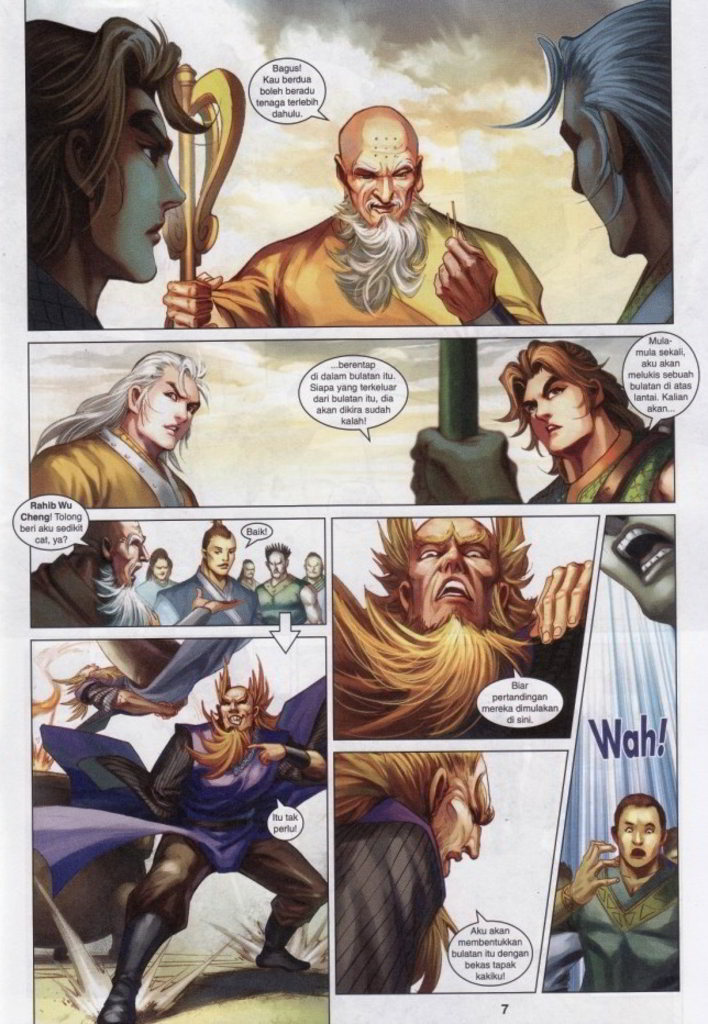 Bagus!
Kau berdua
boleh beradu
tenaga terlebih
dahulu.
Mula-
mula sekali,
aku akan
melukis sebuah
bulatan di atas
lantai. Kalian
akan...
...berentap
di dalam bulatan itu.
Siapa yang terkeluar
dari bulatan itu, dia
akan dikira sudah
kalah!
Rahib Wu
Cheng! Tolong
beri aku sedikit
cat, ya?
Baik!
Itu tak
perlu!
Biar
pertandingan
mereka dimulakan
di sini.
Aku akan
membentukkan
bulatan itu dengan
bekas tapak
kakiku!
Wah!
7